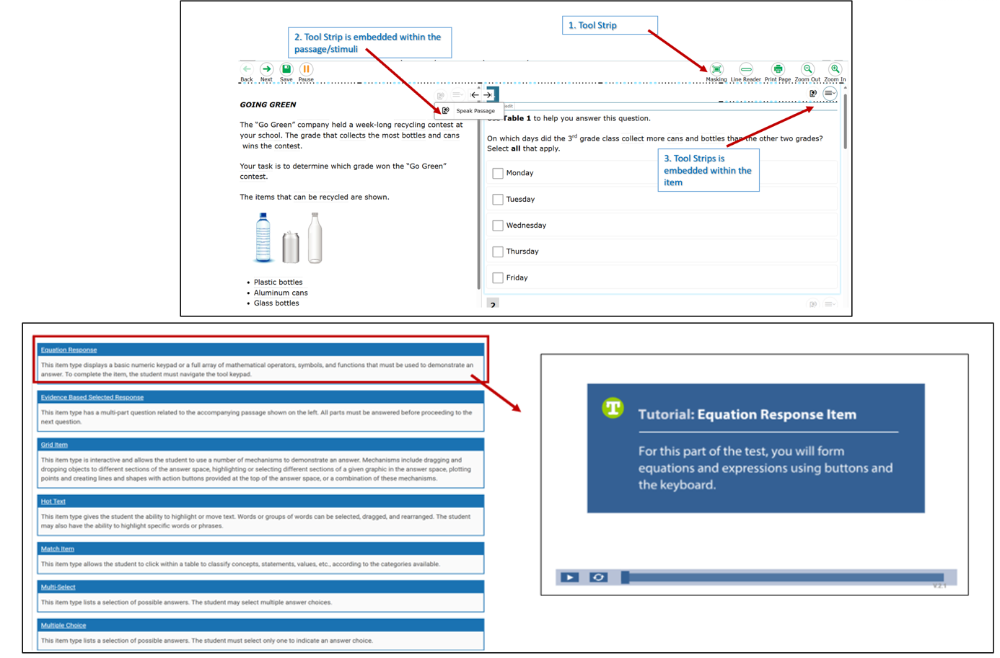 1. Tool Strip
2. Tool Strip is embedded within the
passage/stimuli
Back Next Save Pause
Masking Line Reader Print Page Zoom Out Zoom In
GOING GREEN
Speak Passage
The “Go Green” company held a week-long recycling contest at
your school. The grade that collects the most bottles and cans
wins the contest.
Your task is to determine which grade won the “Go Green”
contest.
The items that can be recycled are shown.
• Plastic bottles
• Aluminum cans
• Glass bottles
edit
Table 1 to help you answer this question.
On which days did the 3rd grade class collect more cans and bottles than the other two grades?
Select all that apply.
3. Tool Strips is
embedded within the
item
Monday
Tuesday
Wednesday
Thursday
Friday
2
Equation Response
This item type displays a basic numeric keypad or a full array of mathematical operators, symbols, and functions that must be used to demonstrate an
answer. To complete the item, the student must navigate the tool keypad.
Evidence Based Selected Response
This item type has a multi-part question related to the accompanying passage shown on the left. All parts must be answered before proceeding to the
next question.
Grid Item
This item type is interactive and allows the student to use a number of mechanisms to demonstrate an answer. Mechanisms include dragging and
dropping objects to different sections of the answer space, highlighting or selecting different sections of a given graphic in the answer space, plotting
points and creating lines and shapes with action buttons provided at the top of the answer space, or a combination of these mechanisms.
Hot Text
This item type gives the student the ability to highlight or move text. Words or groups of words can be selected, dragged, and rearranged. The student
may also have the ability to highlight specific words or phrases.
Match Item
This item type allows the student to click within a table to classify concepts, statements, values, etc., according to the categories available.
Multi-Select
This item type lists a selection of possible answers. The student may select multiple answer choices.
Multiple Choice
This item type lists a selection of possible answers. The student must select only one to indicate an answer choice.
T
Tutorial: Equation Response Item
For this part of the test, you will form
equations and expressions using buttons and
the keyboard.
V.2.1